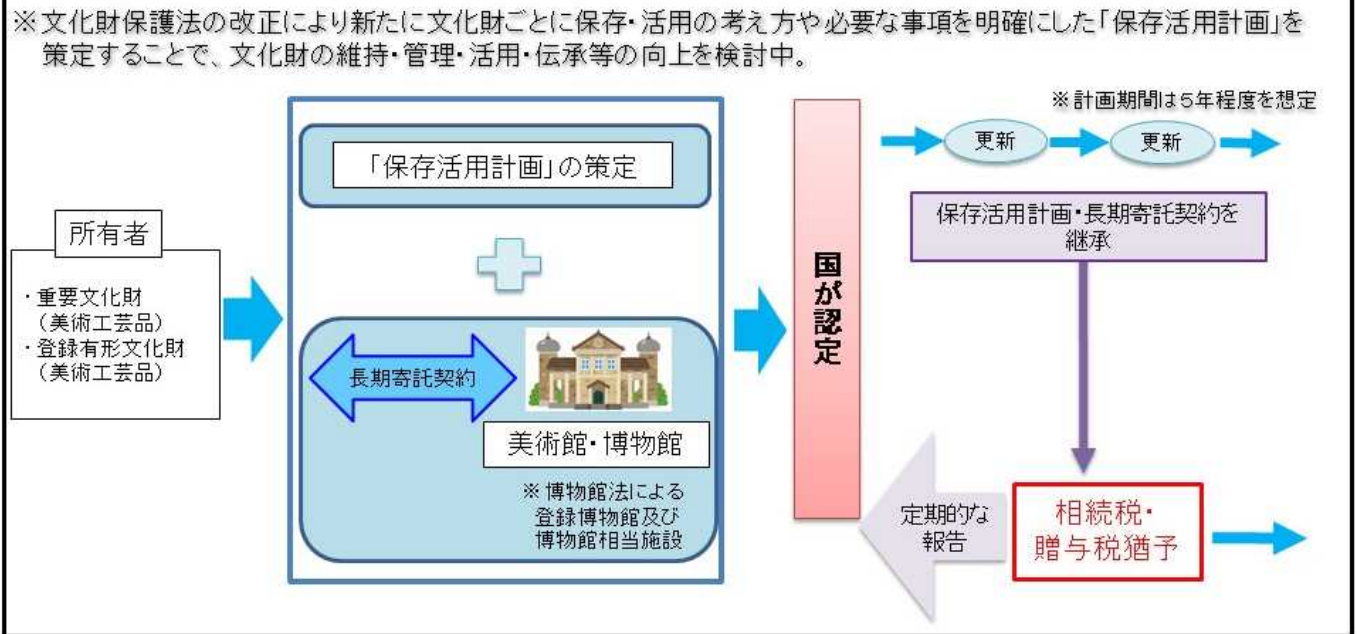 ※文化財保護法の改正により新たに文化財ごとに保存・活用の考え方や必要な事項を明確にした「保存活用計画」を
策定することで、文化財の維持・管理・活用・伝承等の向上を検討中。
※計画期間は５年程度を想定
更新
更新
「保存活用計画」の策定
保存活用計画・長期寄託契約を
継承
所有者
・重要文化財
（美術工芸品）
・登録有形文化財
（美術工芸品）
長期寄託契約
美術館・博物館
※博物館法による
登録博物館及び
博物館相当施設
国が認定
定期的な
報告
相続税・
贈与税猶予